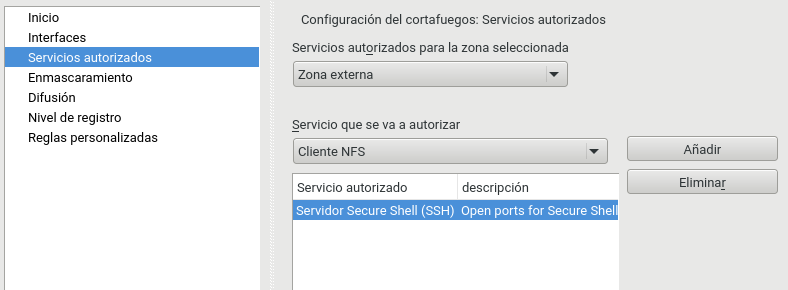 Inicio
Interfaces
Servicios autorizados
Enmascaramiento
Difusión
Nivel de registro
Reglas personalizadas
Configuración del cortafuegos: Servicios autorizados
Servicios autorizados para la zona seleccionada
Zona externa
Servicio que se va a autorizar
Cliente NFS
Añadir
Eliminar
Servicio autorizado descripción
Servidor Secure Shell (SSH) Open ports for Secure Shell